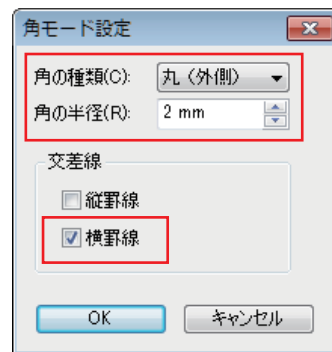 角モード設定
角の種類(C): 丸（外側）
角の半径(R): 2 mm
交差線
縦罫線
横罫線
OK キャンセル